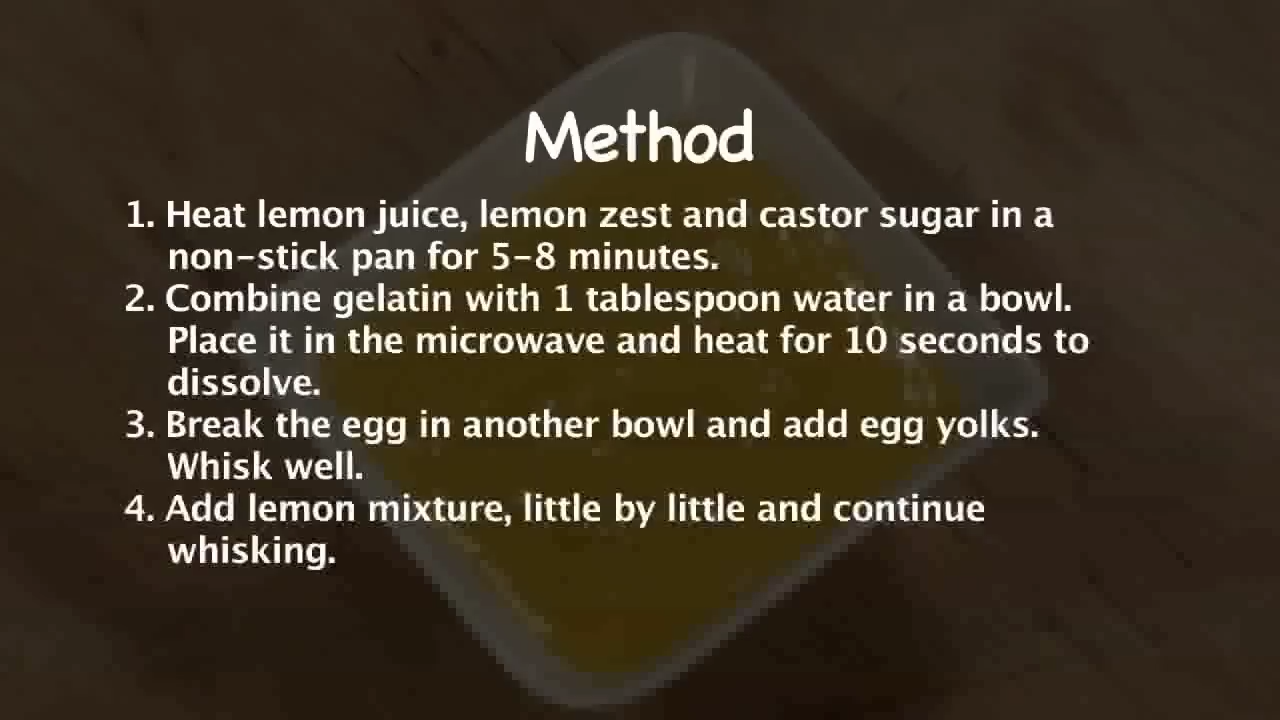 Method
1. Heat lemon juice, lemon zest and castor sugar in a
non-stick pan for 5-8 minutes.
2. Combine gelatin with 1 tablespoon water in a bowl.
Place it in the microwave and heat for 10 seconds to
dissolve.
3. Break the egg in another bowl and add egg yolks.
Whisk well.
4. Add lemon mixture, little by little and continue
whisking.